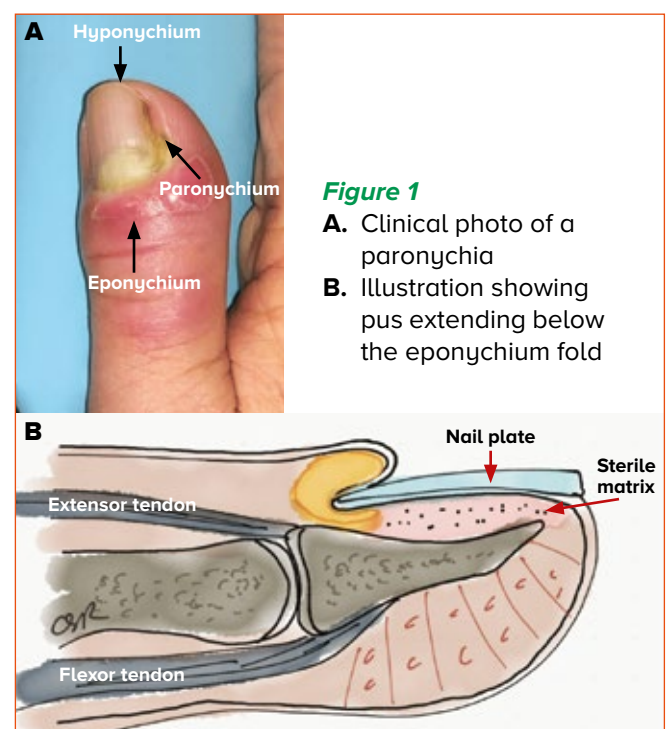 A
Hyponychium
Paronychium
Eponychium
Figure 1
A. Clinical photo of a
paronychia
B. Illustration showing
pus extending below
the eponychium fold
B
Nail plate
Sterile
matrix
Extensor tendon
Flexor tendon